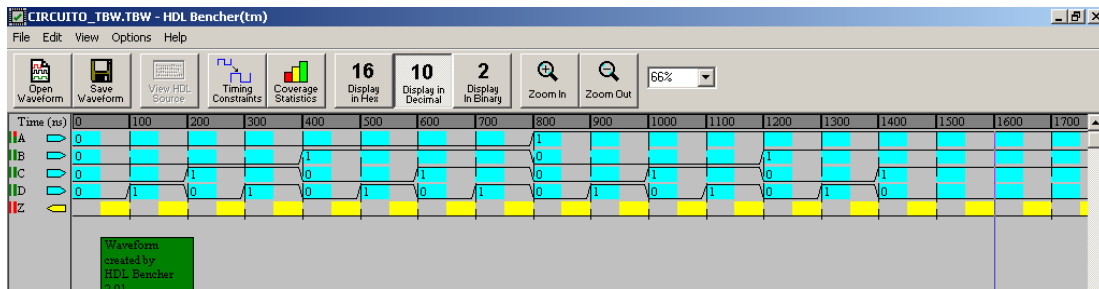 CIRCUITO_TBW.TBW - HDL Bencher(tm)
File Edit View Options Help
16 10 2
Open Waveform
Save Waveform
View HDL Source
Timing Constraints
Coverage Statistics
Display in Hex
Display in Decimal
Display in Binary
Zoom In
Zoom Out
66%
Time (ns) 0 100 200 300 400 500 600 700 800 900 1000 1100 1200 1300 1400 1500 1600 1700
A 0 1
B 0 1 0 1
C 0 1 0 1 0 1 0 1
D 0 1 0 1 0 1 0 1 0 1 0 1 0 1 0
Z
Waveform
created by
HDL Bencher